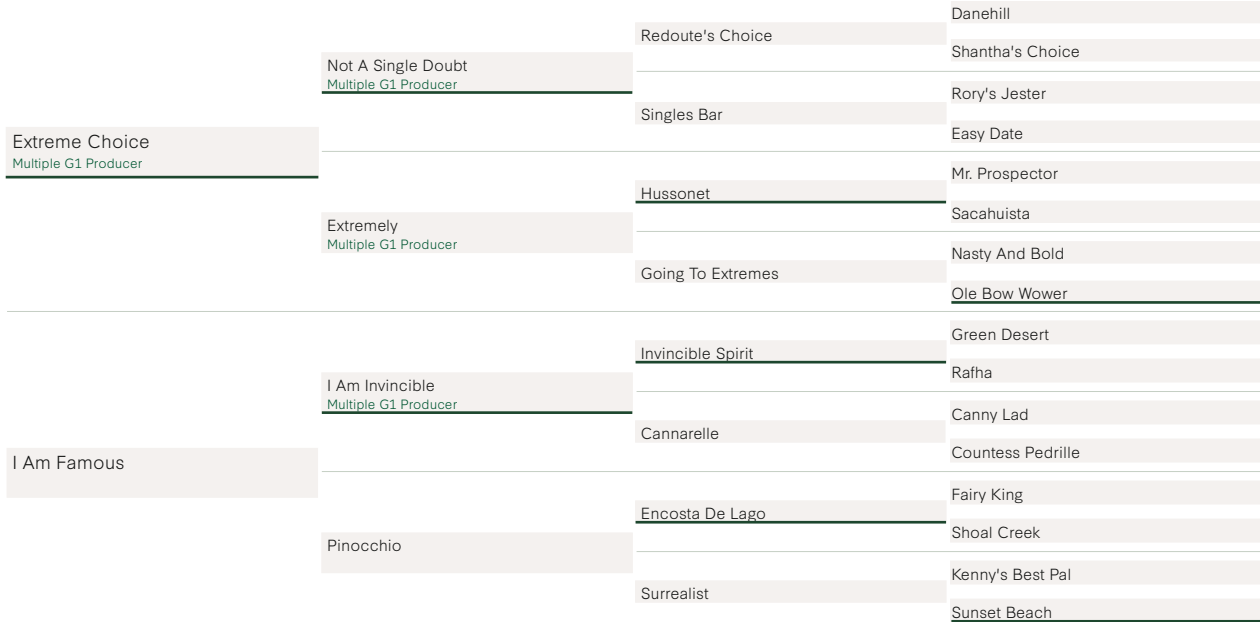 Extreme Choice
Multiple G1 Producer
I Am Famous
Not A Single Doubt
Multiple G1 Producer
Extremely
Multiple G1 Producer
I Am Invincible
Multiple G1 Producer
Pinocchio
Redoute's Choice
Singles Bar
Hussonet
Going To Extremes
Invincible Spirit
Cannarelle
Encosta De Lago
Surrealist
Danehill
Shantha's Choice
Rory's Jester
Easy Date
Mr. Prospector
Sacahuista
Nasty And Bold
Ole Bow Wower
Green Desert
Rafha
Canny Lad
Countess Pedrille
Fairy King
Shoal Creek
Kenny's Best Pal
Sunset Beach